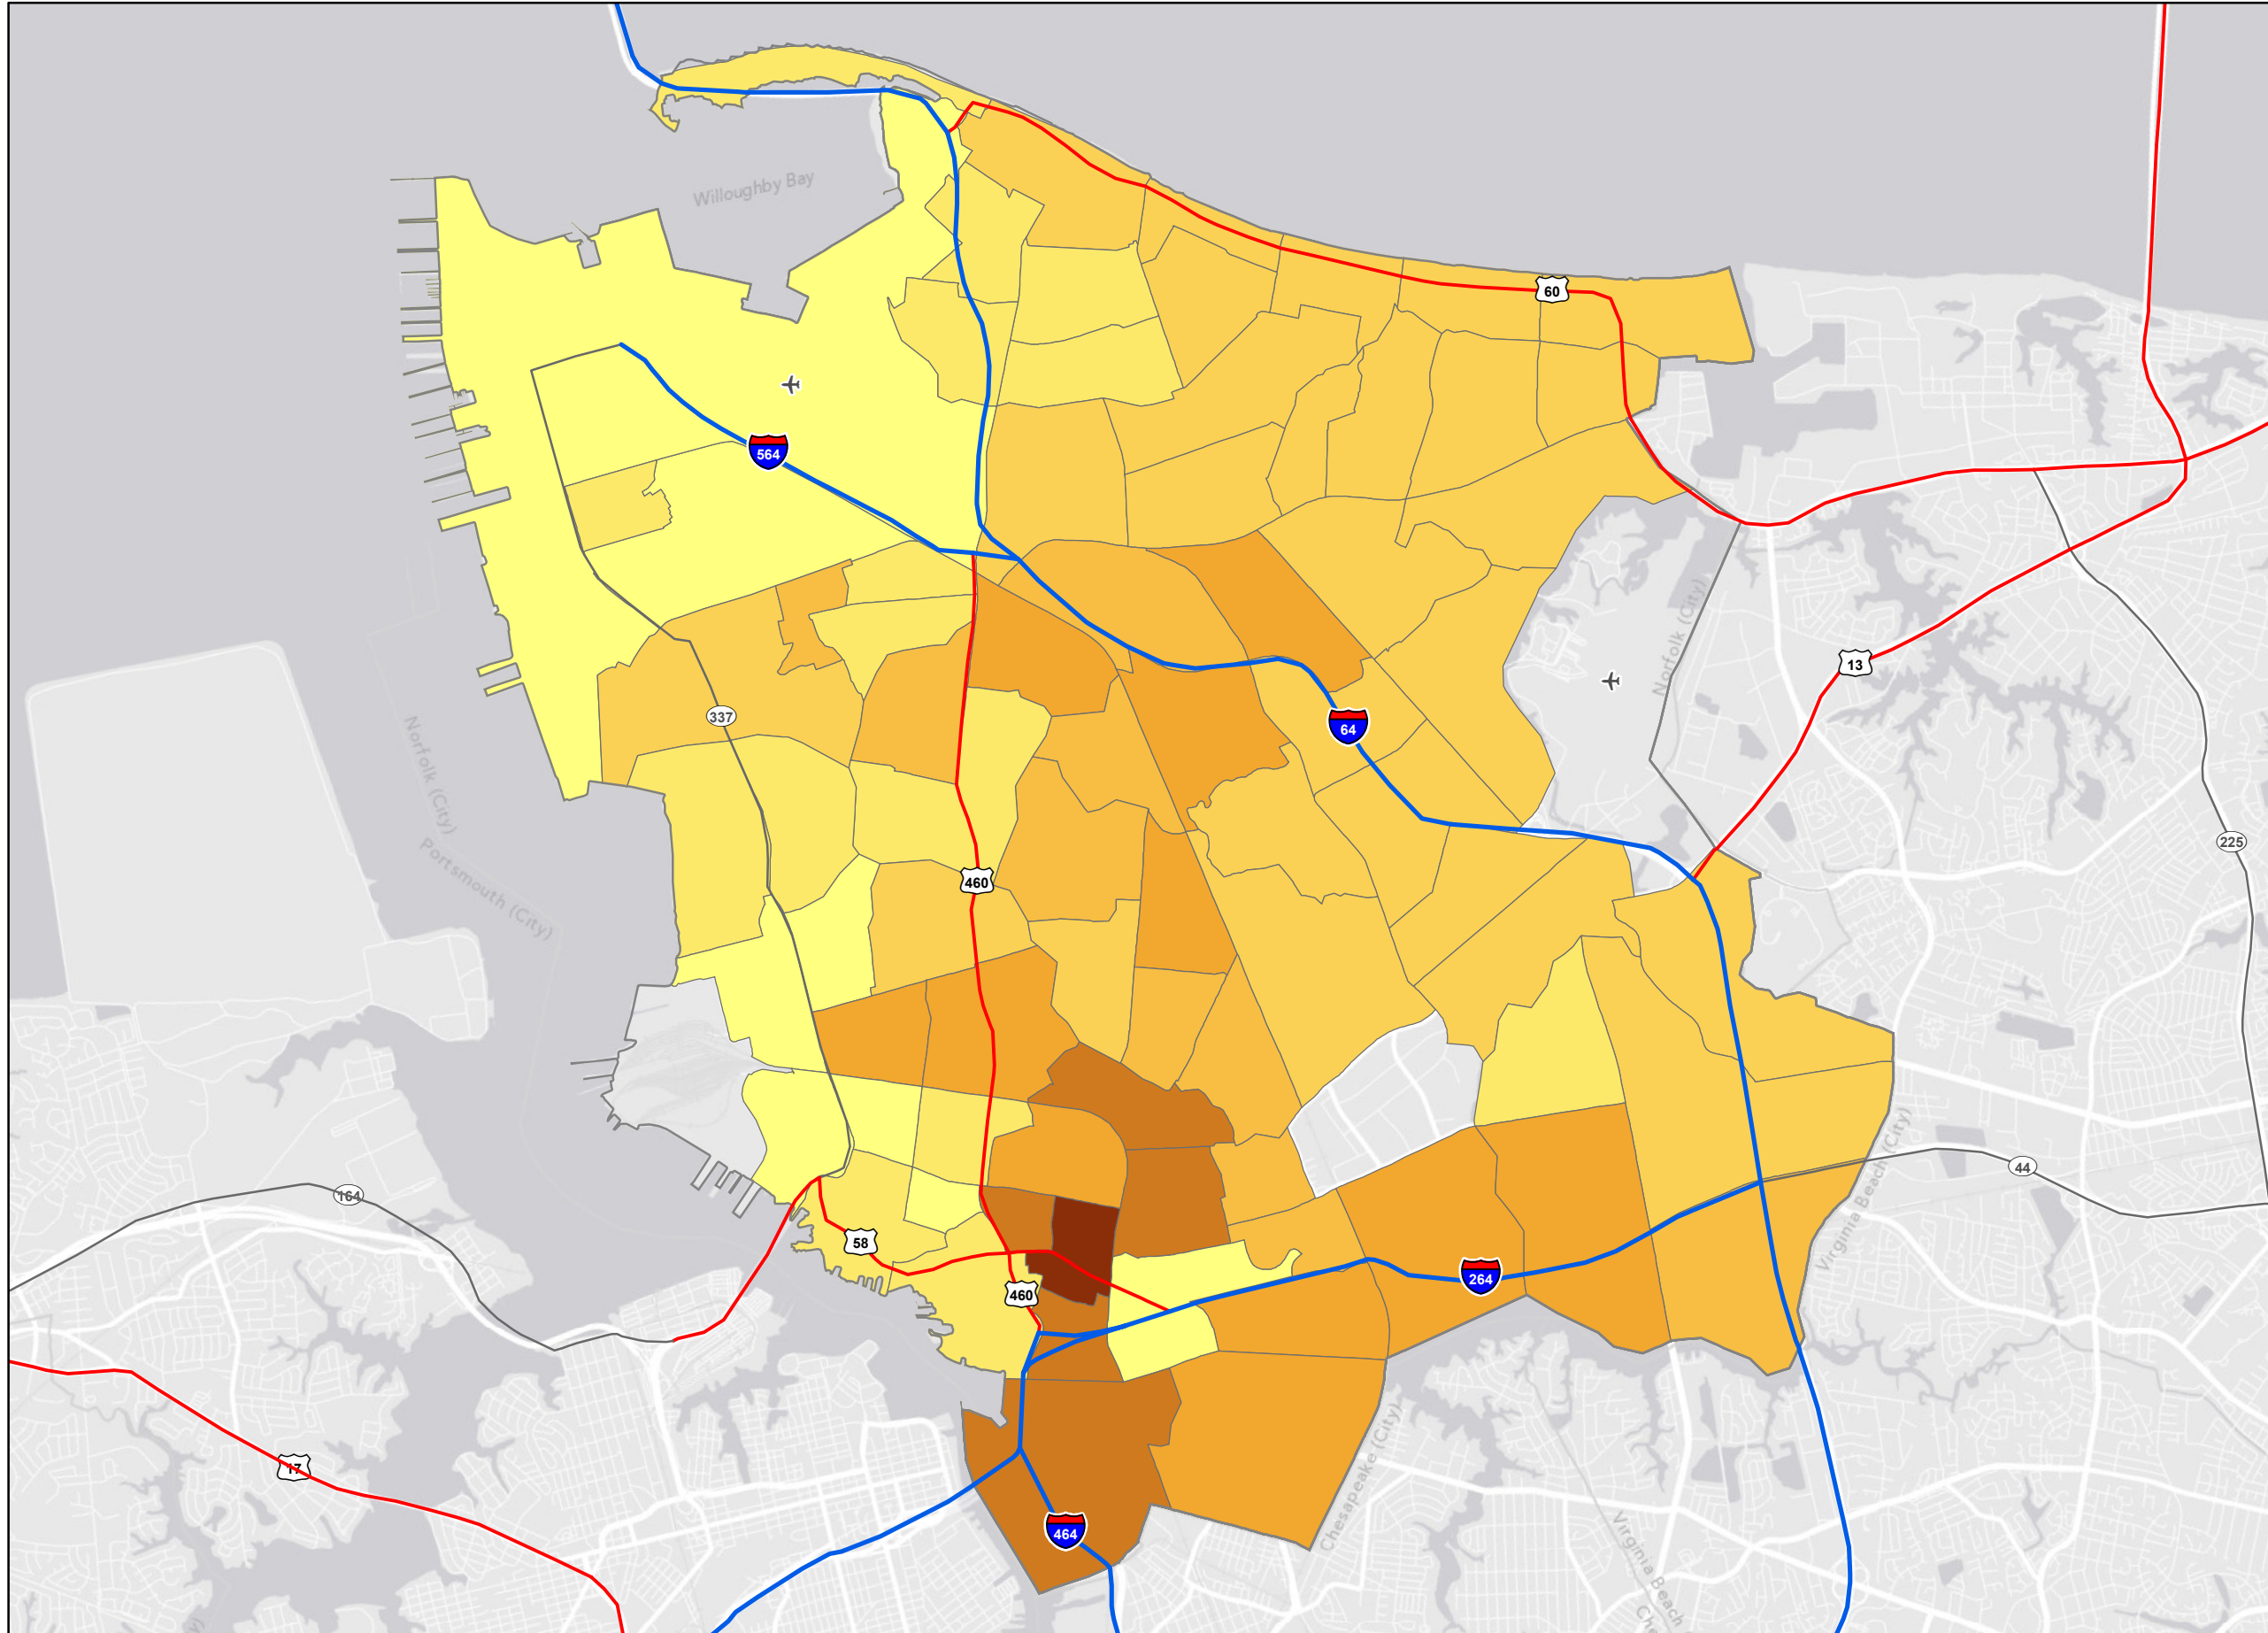 Willoughby Bay
60
564
Norfolk (City)
13
337
64
Norfolk (City)
Portsmouth (City)
225
460
44
164
Virginia Beach (City)
58
264
460
Chesapeake (City)
17
464
Virginia Beach